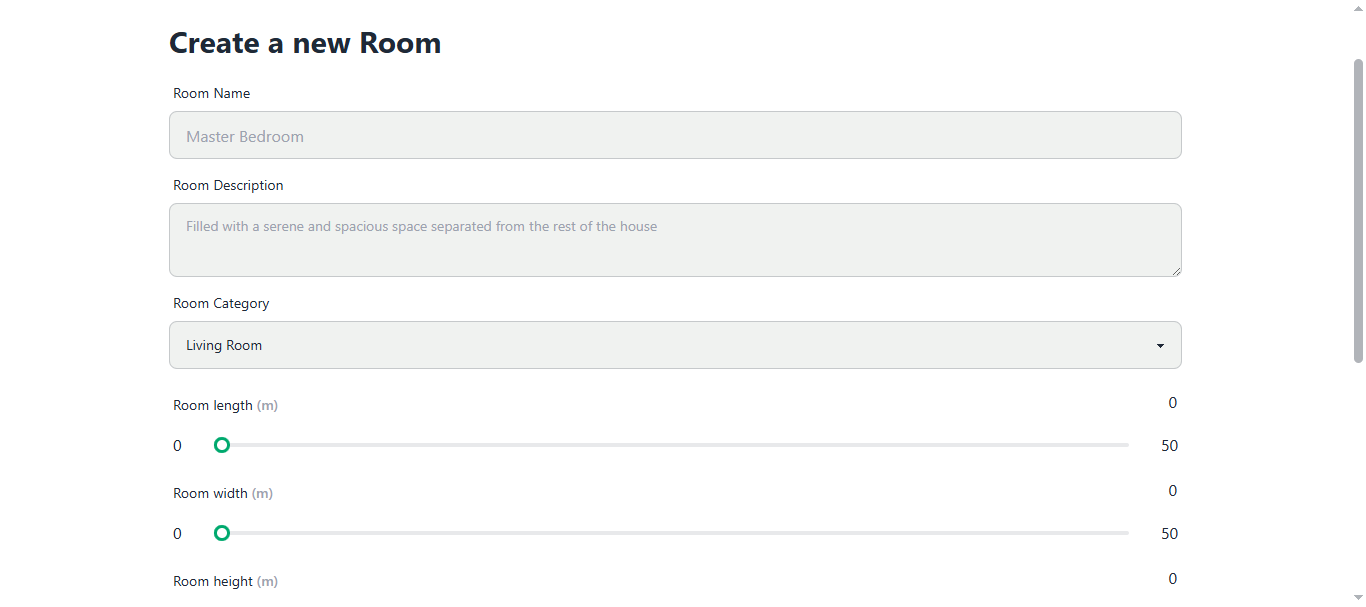 Create a new Room
Room Name
Master Bedroom
Room Description
Filled with a serene and spacious space separated from the rest of the house
Room Category
Living Room
Room length (m) 0
0 50
Room width (m) 0
0 50
Room height (m) 0